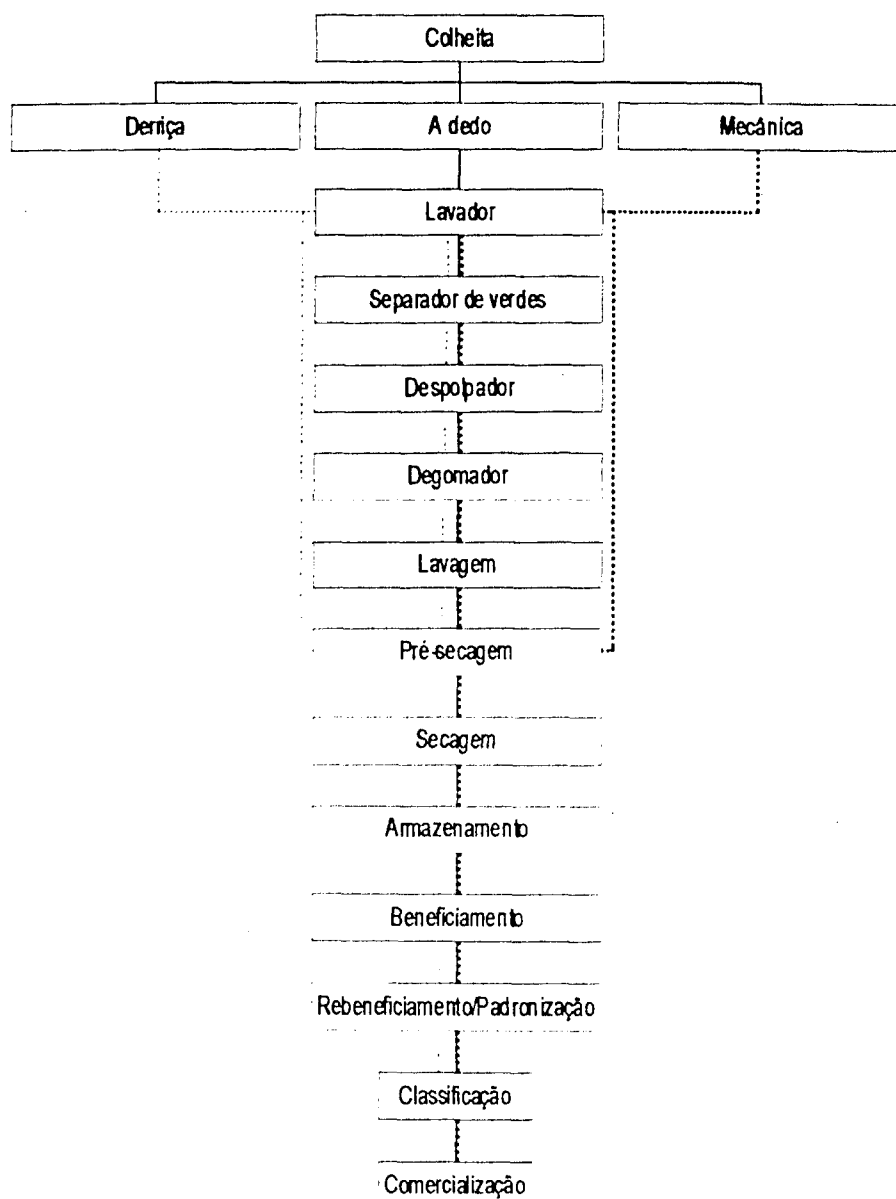 Colheita
Derriça
A dedo
Mecânica
Lavador
Separador de verdes
Despolpador
Degomador
Lavagem
Pré-secagem
Secagem
Armazenamento
Beneficiamento
Rebeneficiamento/Padronização
Classificação
Comercialização